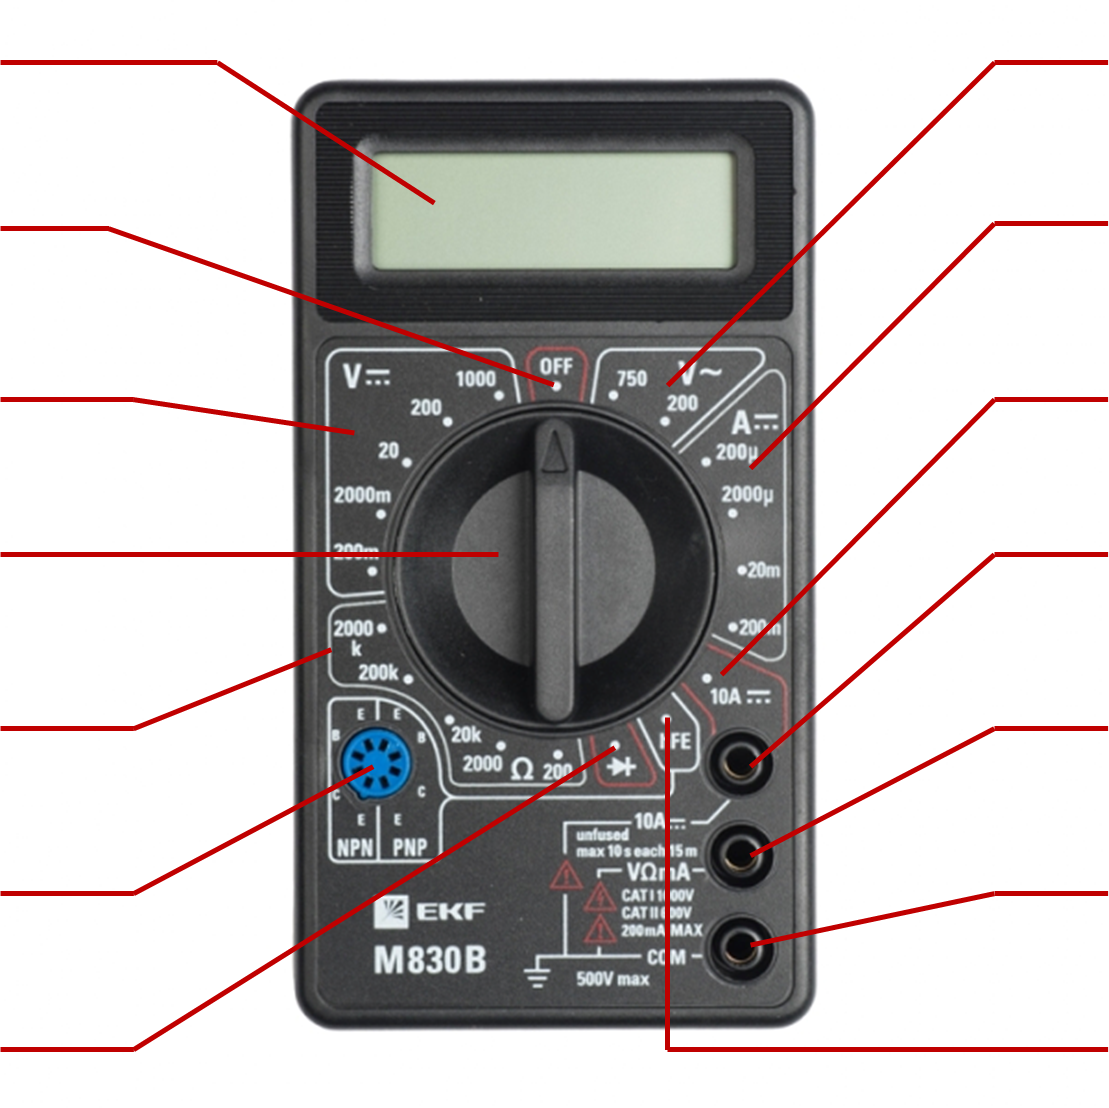 V⎓
1000
OFF
750
V~
200
200
A⎓
20
200µ
2000m
2000µ
200m
20m
2000
k
200m
200k
10A⎓
E E
B B
20k
2000
Ω
200
hFE
C C
E E
NPN PNP
10A⎓
unfused
max 10 s each 15 m
VΩmA
CAT I 1000V
CAT II 600V
200mA MAX
EKF
M830B
COM
500V max